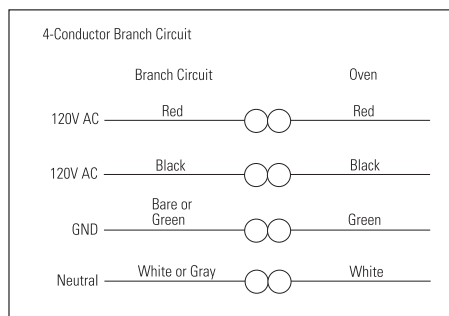 4-Conductor Branch Circuit
Branch Circuit Oven
120V AC Red Red
120V AC Black Black
Bare or
GND Green Green
Neutral White or Gray White